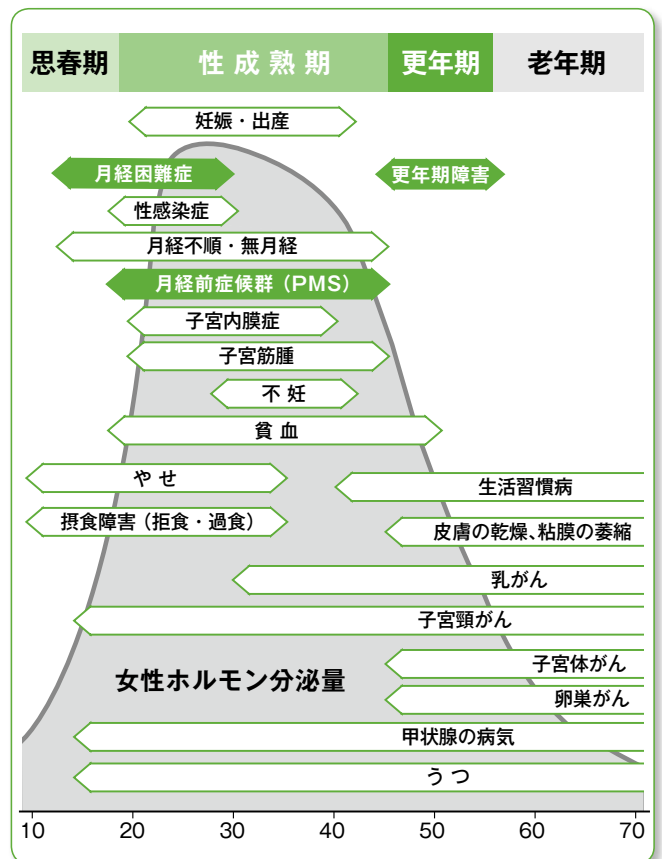 思春期 性成熟期 更年期 老年期
妊娠・出産
月経困難症 更年期障害
性感染症
月経不順・無月経
月経前症候群（PMS）
子宮内膜症
子宮筋腫
不妊
貧血
やせ 生活習慣病
摂食障害（拒食・過食） 皮膚の乾燥、粘膜の萎縮
乳がん
子宮頸がん
子宮体がん
女性ホルモン分泌量
卵巣がん
甲状腺の病気
うつ
10 20 30 40 50 60 70